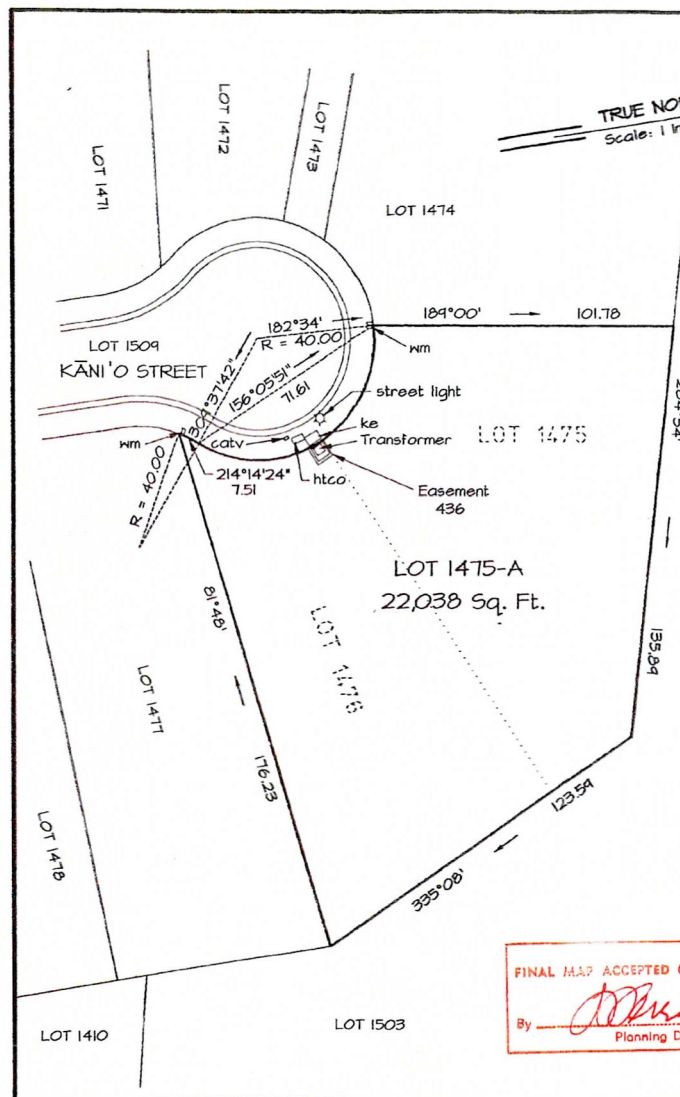 LOT 1471
LOT 1472
LOT 1473
TRUE NO
Scale: 1 I
LOT 1474
182°34'
R = 40.00
189°00'
101.78
wm
LOT 1509
KĀNI'O STREET
304°37'42"
156°05'51"
71.61
street light
ke
Transformer
LOT 1475
wm
catv
214°14'24"
7.51
htco
Easement
436
R = 40.00
LOT 1475-A
22,038 Sq. Ft.
81°48'
LOT 1476
135.89
LOT 1477
176.23
123.59
LOT 1478
335°08'
FINAL MAP ACCEPTED
By
Planning D
LOT 1410
LOT 1503